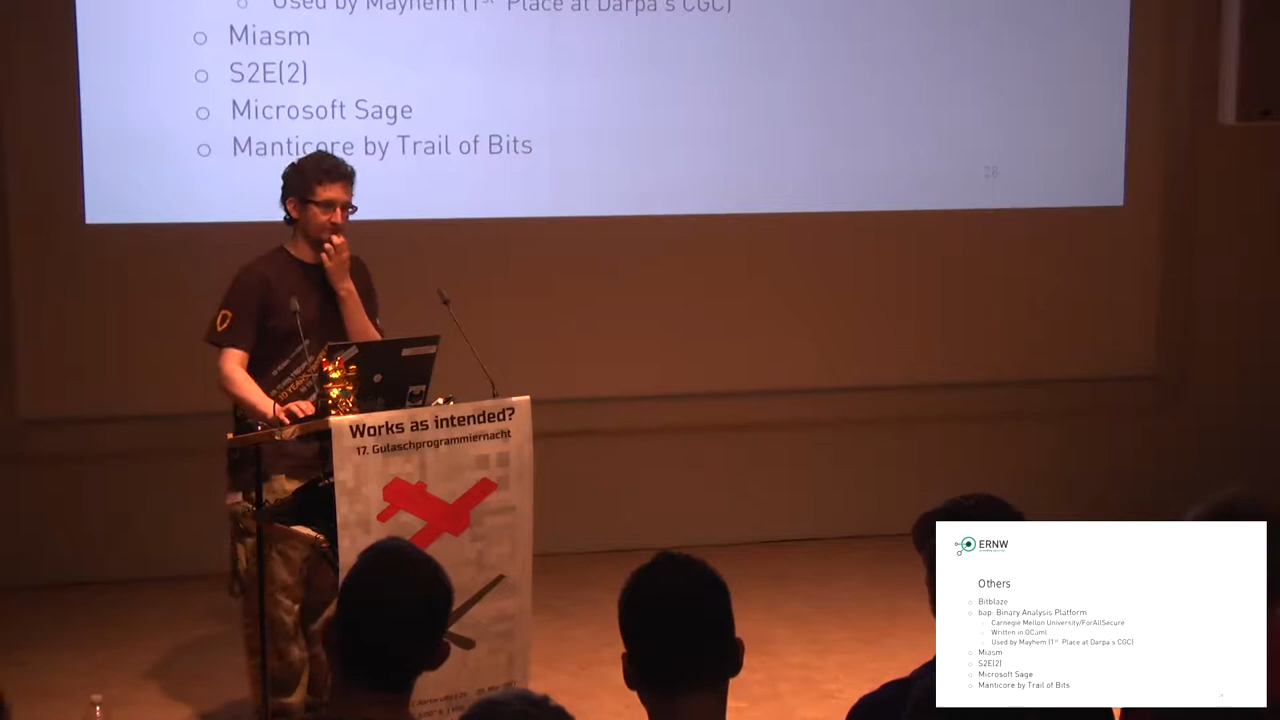 Used by Mayhem (1st Place at Darpa's CGC)
Miasm
S2E(2)
Microsoft Sage
Manticore by Trail of Bits
28
Works as intended?
17. Gulaschprogrammiernacht
ERNW
Others
Bitblaze
bap: Binary Analysis Platform
Carnegie Mellon University/ForAllSecure
Written in OCaml
Used by Mayhem (1st Place at Darpa's CGC)
Miasm
S2E(2)
Microsoft Sage
Manticore by Trail of Bits